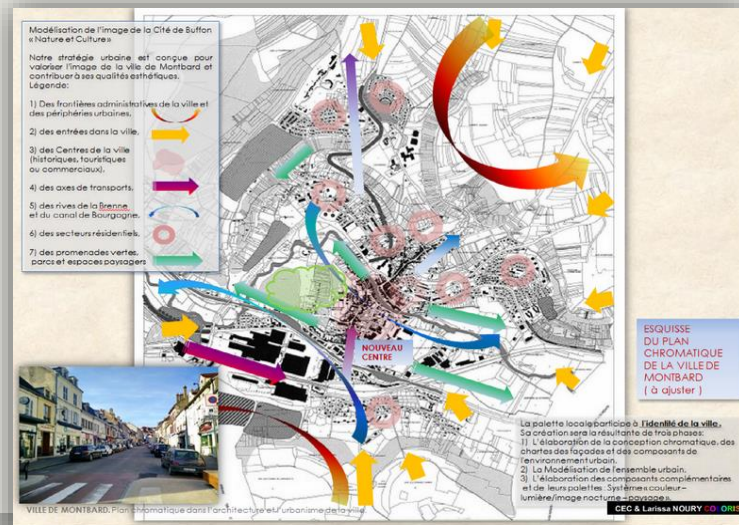 Modélisation de l'image de la Cité de Buffon
« Nature et Culture»
Notre stratégie urbaine est conçue pour
valoriser l'image de la ville de Montbard et
contribuer à ses qualités esthétiques.
Légende:
1) Des frontières administratives de la ville et
des périphéries urbaines,
2) des entrées dans la ville,
3) des Centres de la ville
(historiques, touristiques
ou commerciaux),
4) des axes de transports,
5) des rives de la Brenne
et du canal de Bourgogne,
6) des secteurs résidentiels,
7) des promenades vertes,
parcs et espaces paysagers
NOUVEAU
CENTRE
ESQUISSE
DU PLAN
CHROMATIQUE
DE LA VILLE DE
MONTBARD
( à ajuster )
La palette locale participe à l'identité de la ville.
Sa création sera la résultante de trois phases:
1) L'élaboration de la conception chromatique, des
chartes des façades et des composants de
l'environnement urbain.
2) La Modélisation de l'ensemble urbain.
3) L'élaboration des composants complémentaires
et de leurs palettes: Système « couleur –
lumière/image nocturne – paysage ».
VILLE DE MONTBARD. Plan chromatique dans l'architecture et l'urbanisme de la ville.
CEC & Larissa NOURY COLORIS